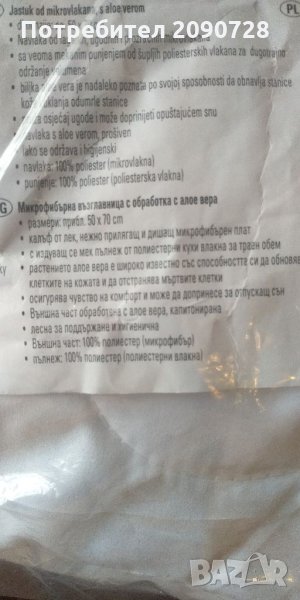 Потребител 2090728
Jastuk od mikrovlakana, s aloe verom
PL
navlaka od
sa veoma mekanim punjenjem od šupljih poliesterskih vlakana za dugotrajno
održanje volumena
biljka vera je nadaleko poznata po svojoj sposobnosti da obnavlja stanice
kože uklanja odumrle stanice
osjećaj ugode i može doprinijeti opuštajućem snu
navlaka s aloe verom, prošiven
lako se održava i higijenski
• navlaka: 100% poliester (mikrovlakna)
• punjenje: 100% poliester (poliesterska vlakna)
G Микрофибърна възглавница с обработка с алое вера
• размери: прибл. 50 x 70 cm
• калъф от лек, нежно прилягащ и дишащ микрофибърен плат
• с издуващ се мек пълнеж от полиестерни кухи влакна за траен обем
• растението алое вера е широко известно със способността си да обновява
клетките на кожата и да отстранява мъртвите клетки
• осигурява чувство на комфорт и може да допринесе за отпускащ сън
• Външна част обработена с алое вера, капитонирана
• лесна за поддържане и хигиенична
• Външна част: 100% полиестер (микрофибър)
• пълнеж: 100% полиестер (полиестерни влакна)
BAZAR